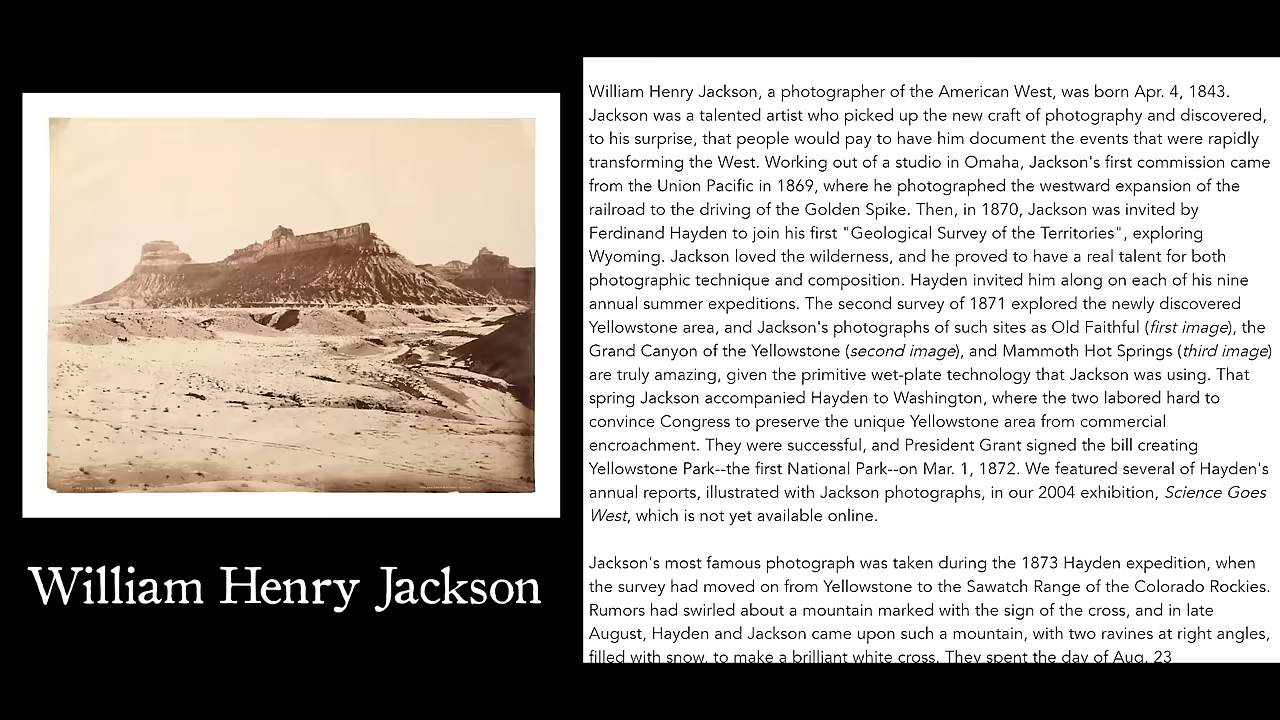 William Henry Jackson, a photographer of the American West, was born Apr. 4, 1843.
Jackson was a talented artist who picked up the new craft of photography and discovered,
to his surprise, that people would pay to have him document the events that were rapidly
transforming the West. Working out of a studio in Omaha, Jackson's first commission came
from the Union Pacific in 1869, where he photographed the westward expansion of the
railroad to the driving of the Golden Spike. Then, in 1870, Jackson was invited by
Ferdinand Hayden to join his first "Geological Survey of the Territories", exploring
Wyoming. Jackson loved the wilderness, and he proved to have a real talent for both
photographic technique and composition. Hayden invited him along on each of his nine
annual summer expeditions. The second survey of 1871 explored the newly discovered
Yellowstone area, and Jackson's photographs of such sites as Old Faithful (first image), the
Grand Canyon of the Yellowstone (second image), and Mammoth Hot Springs (third image)
are truly amazing, given the primitive wet-plate technology that Jackson was using. That
spring Jackson accompanied Hayden to Washington, where the two labored hard to
convince Congress to preserve the unique Yellowstone area from commercial
encroachment. They were successful, and President Grant signed the bill creating
Yellowstone Park--the first National Park--on Mar. 1, 1872. We featured several of Hayden's
annual reports, illustrated with Jackson photographs, in our 2004 exhibition, Science Goes
West, which is not yet available online.
Jackson's most famous photograph was taken during the 1873 Hayden expedition, when
the survey had moved on from Yellowstone to the Sawatch Range of the Colorado Rockies.
Rumors had swirled about a mountain marked with the sign of the cross, and in late
August, Hayden and Jackson came upon such a mountain, with two ravines at right angles,
filled with snow, to make a brilliant white cross. They spent the day of Aug. 23
William Henry Jackson